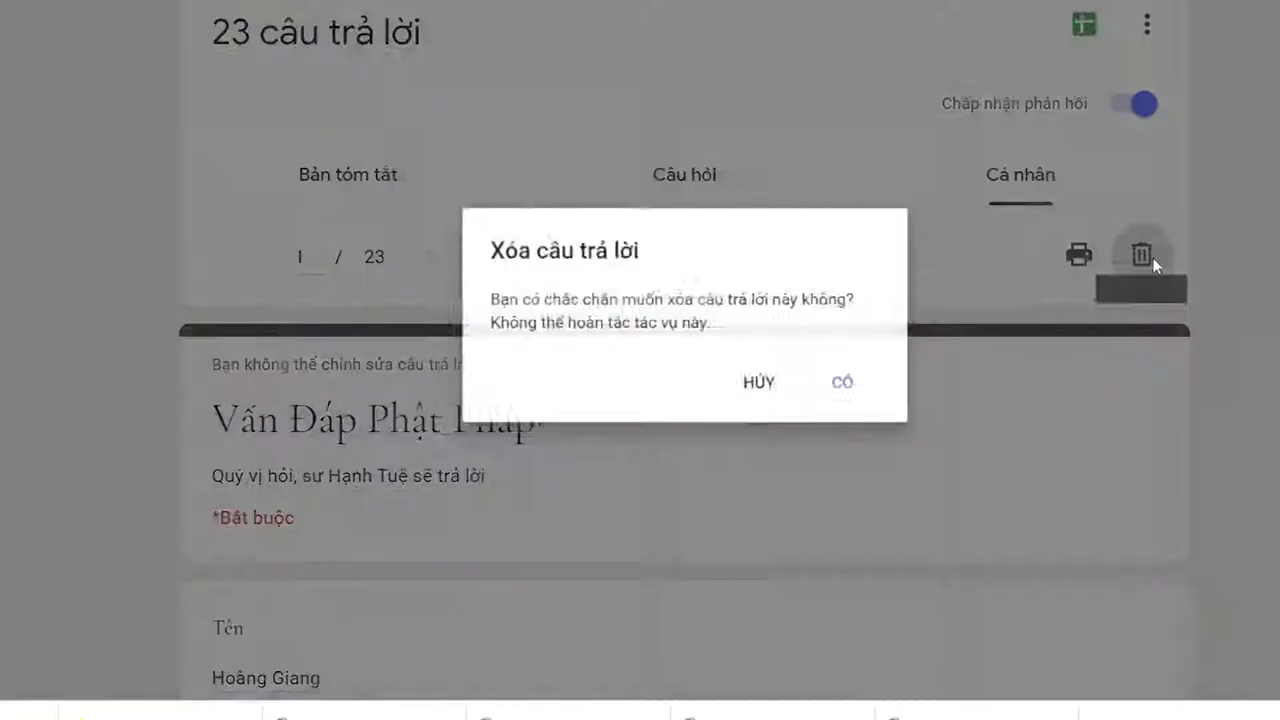 23 câu trả lời
Chấp nhận phản hồi
Bản tóm tắt
Câu hỏi
Cá nhân
1 / 23
Xóa câu trả lời
Bạn có chắc chắn muốn xóa câu trả lời này không?
Không thể hoàn tác tác vụ này.
HỦY
CÓ
Bạn không thể chỉnh sửa câu trả
Vấn Đáp Phật Pháp
Quý vị hỏi, sư Hạnh Tuệ sẽ trả lời
*Bắt buộc
Tên
Hoàng Giang